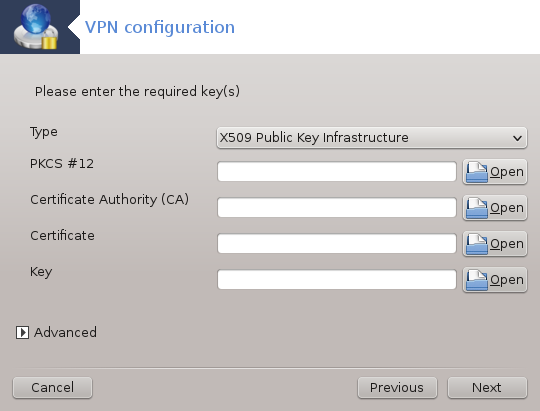 VPN configuration
Please enter the required key(s)
Type
X509 Public Key Infrastructure
PKCS #12
Open
Certificate Authority (CA)
Open
Certificate
Open
Key
Open
Advanced
Cancel
Previous
Next